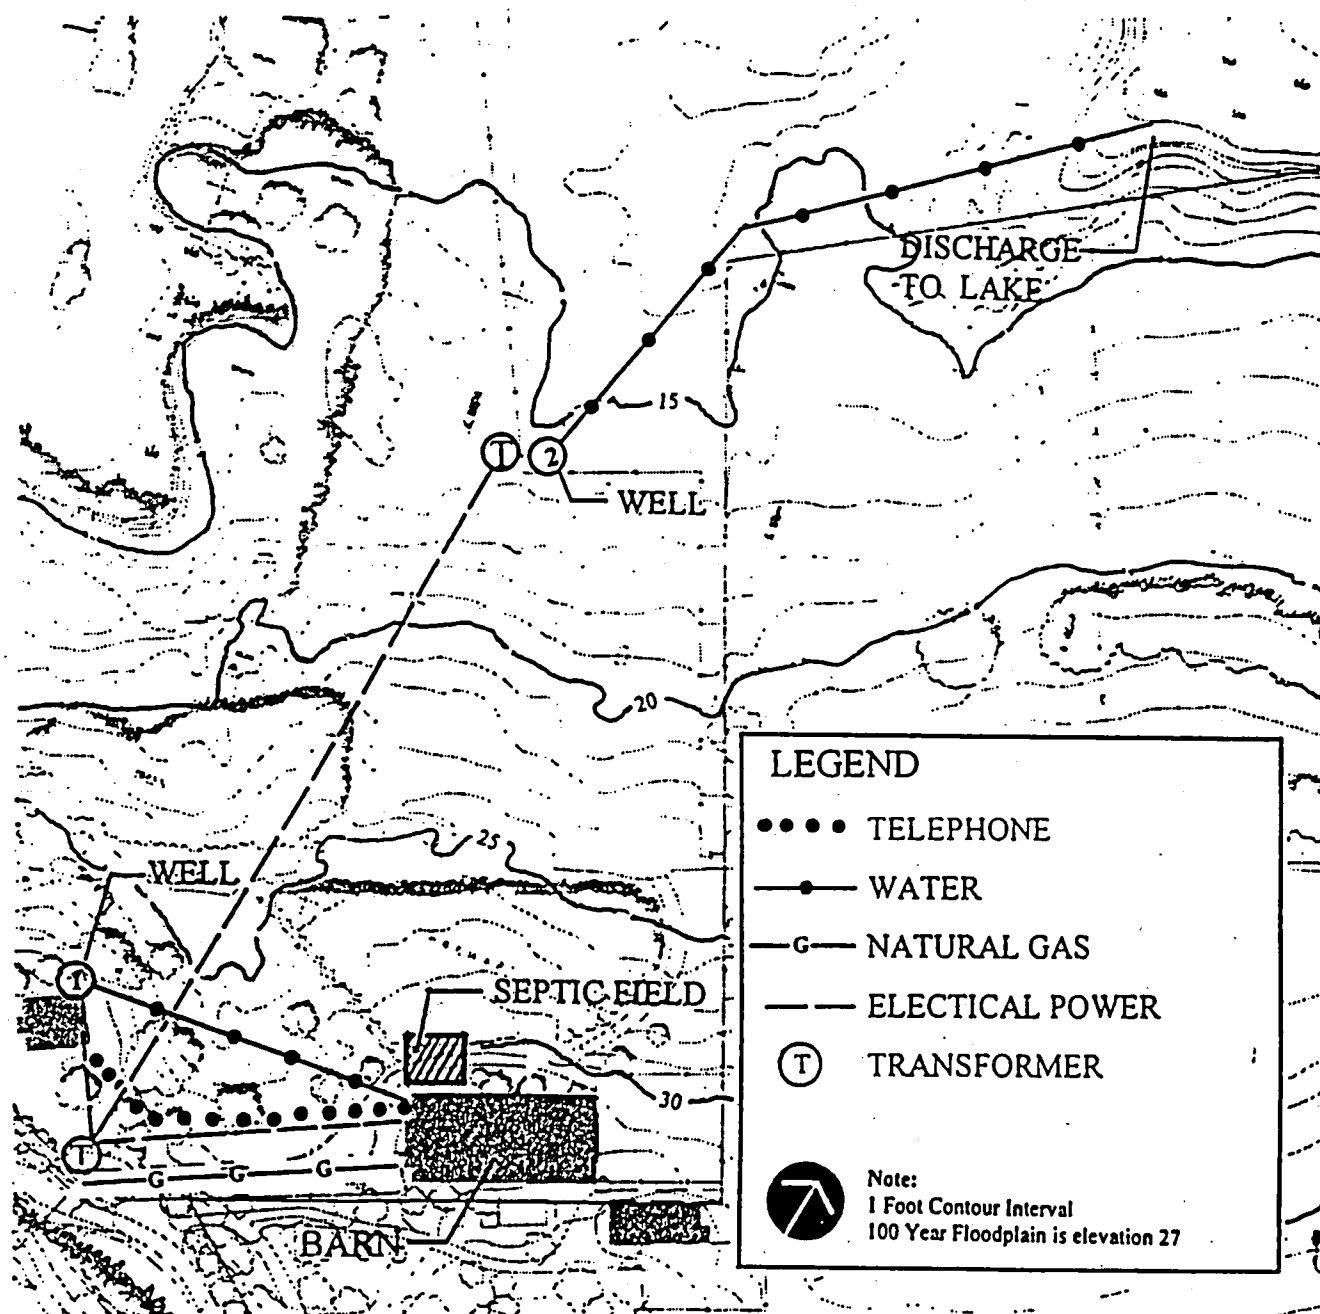 DISCHARGE
TO LAKE
15
T
2
WELL
20
LEGEND
TELEPHONE
WATER
G
NATURAL GAS
ELECTICAL POWER
T
TRANSFORMER
25
WELL
1
SEPTIC FIELD
30
T
G
G
G
BARN
Note:
1 Foot Contour Interval
100 Year Floodplain is elevation 27